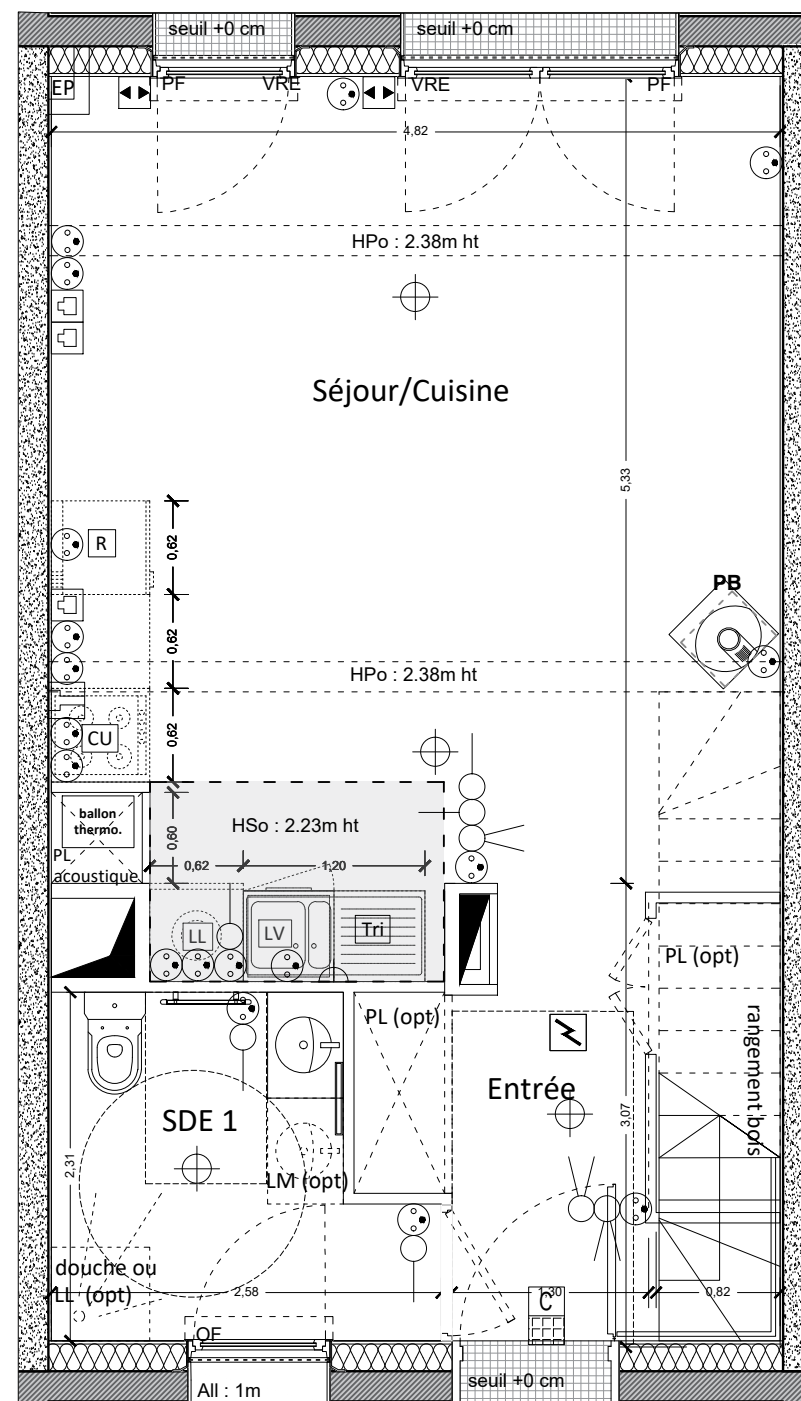 seuil +0 cm
seuil +0 cm
EP
PF
VRE
VRE
PF
4,82
HPo : 2.38m ht
Séjour/Cuisine
5,33
0,62
R
PB
0,62
HPo : 2.38m ht
0,62
CU
ballon
thermo.
HSo : 2.23m ht
0,60
PL
acoustique
0,62
1,20
LL
LV
Tri
PL (opt)
PL (opt)
rangement bois
Entrée
SDE 1
3,07
2,31
LM (opt)
douche ou
LL (opt)
2,58
1,30
0,82
C
OF
All : 1m
seuil +0 cm